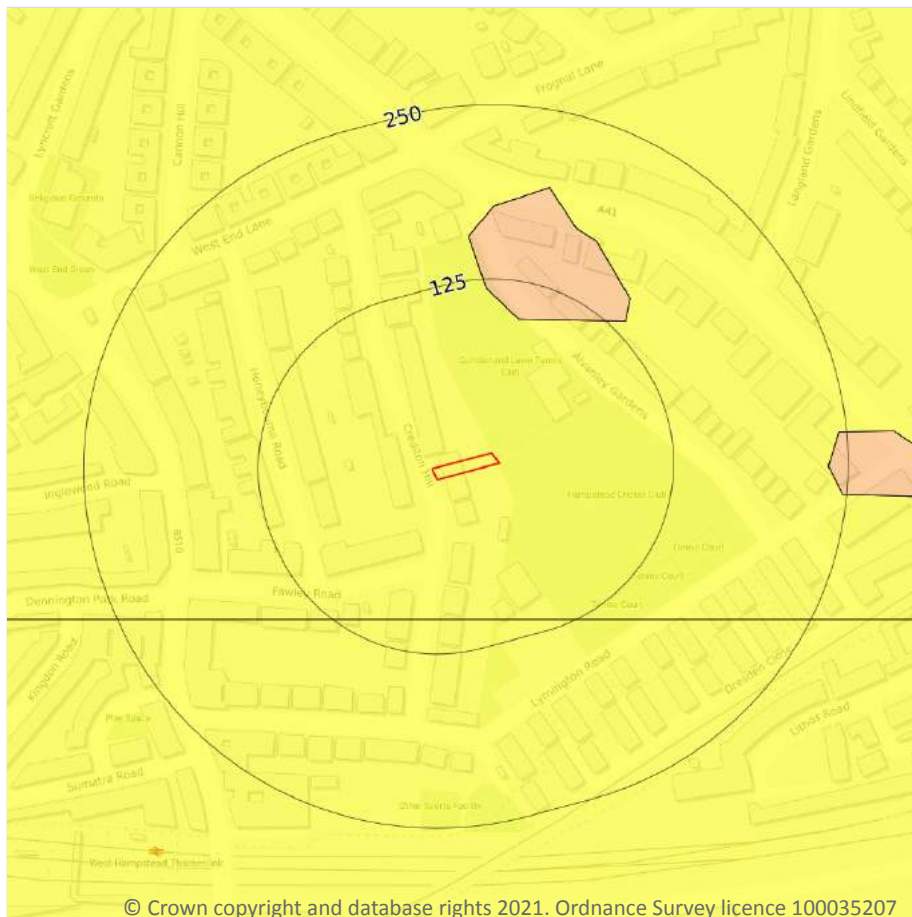 Frognal Lane
Lyncroft Gardens
Cannon Hill
250
Langland Gardens
Lindfield Gardens
Religious Grounds
A41
West End Lane
West End Green
125
Cumberland Lawn Tennis
Club
Alvanley Gardens
Honeybourne Road
Crediton Hill
Inglewood Road
Hampstead Cricket Club
B510
Tennis Court
Tennis Court
Tennis Court
Fawley Road
Dennington Park Road
Kingdon Road
Lymington Road
Dresden Close
Play Space
Lithos Road
Sumatra Road
Other Sports Facility
West Hampstead Thameslink
© Crown copyright and database rights 2021. Ordnance Survey licence 100035207